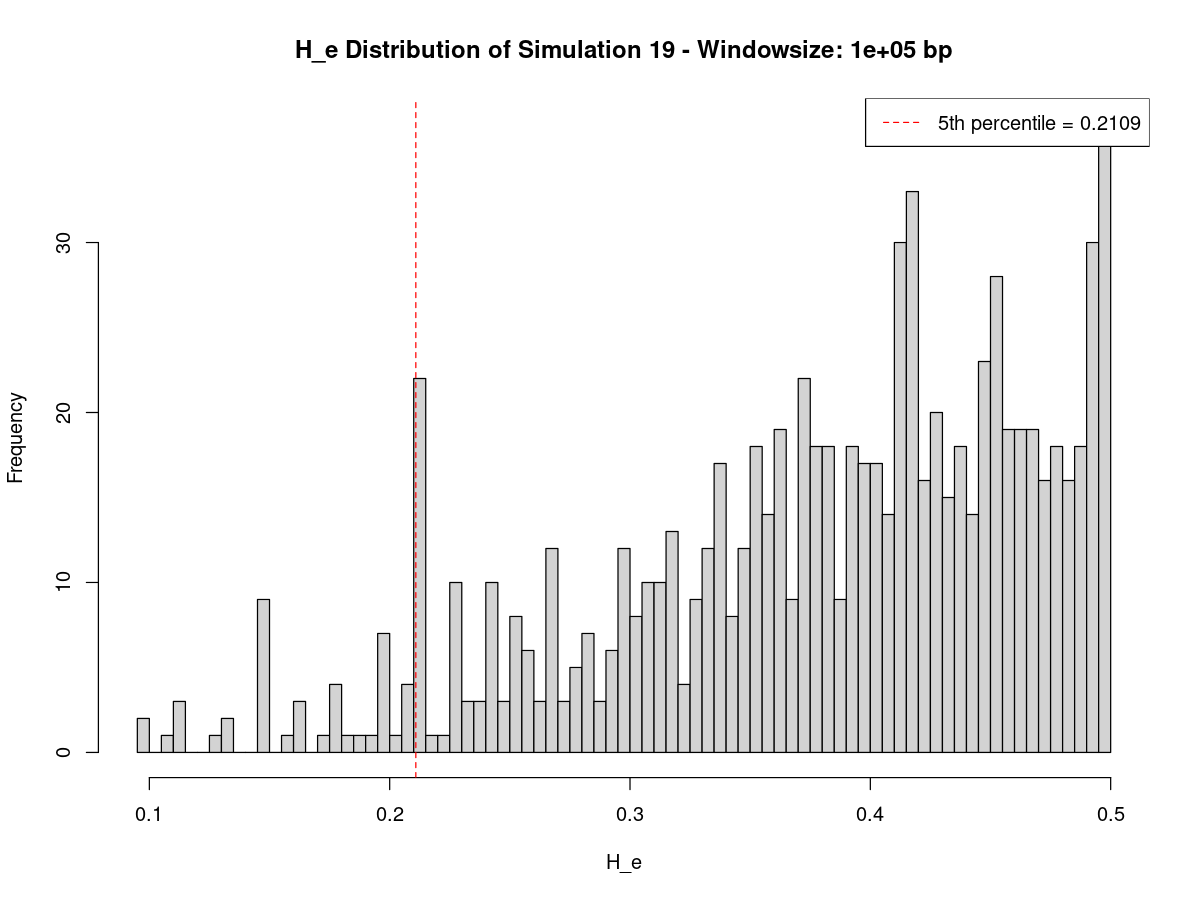 H_e Distribution of Simulation 19 - Windowsize: 1e+05 bp
5th percentile = 0.2109
Frequency
30
20
10
0
0.1 0.2 0.3 0.4 0.5
H_e